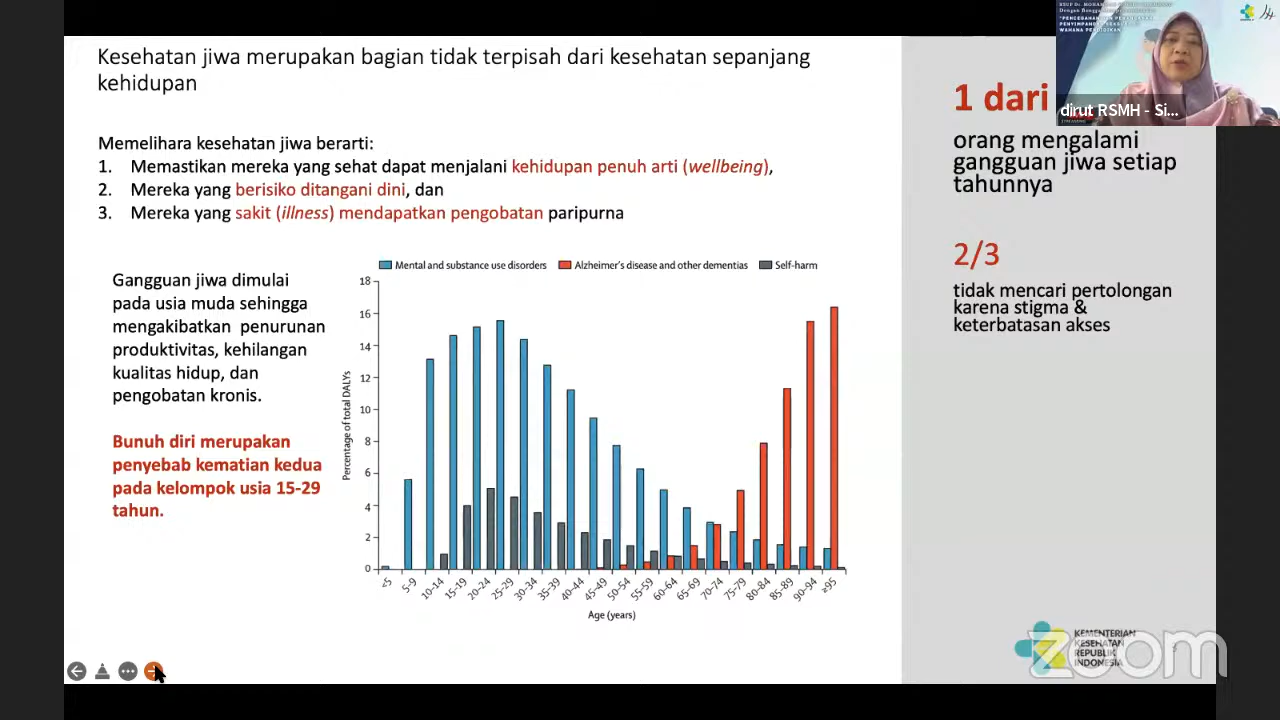 Kesehatan jiwa merupakan bagian tidak terpisah dari kesehatan sepanjang
kehidupan
Memelihara kesehatan jiwa berarti:
1. Memastikan mereka yang sehat dapat menjalani kehidupan penuh arti (wellbeing),
2. Mereka yang berisiko ditangani dini, dan
3. Mereka yang sakit (illness) mendapatkan pengobatan paripurna
Gangguan jiwa dimulai
pada usia muda sehingga
mengakibatkan penurunan
produktivitas, kehilangan
kualitas hidup, dan
pengobatan kronis.
Bunuh diri merupakan
penyebab kematian kedua
pada kelompok usia 15-29
tahun.
Mental and substance use disorders
Alzheimer's disease and other dementias
Self-harm
Percentage of total DALYs
18
16
14
12
10
8
6
4
2
0
<5
5-9
10-14
15-19
20-24
25-29
30-34
35-39
40-44
45-49
50-54
55-59
60-64
65-69
70-74
75-79
80-84
85-89
90-94
≥95
Age (years)
1 dari
orang mengalami
gangguan jiwa setiap
tahunnya
2/3
tidak mencari pertolongan
karena stigma &
keterbatasan akses
dirut RSMH - Si...
KEMENTERIAN
KESEHATAN
REPUBLIK
INDONESIA
zoom